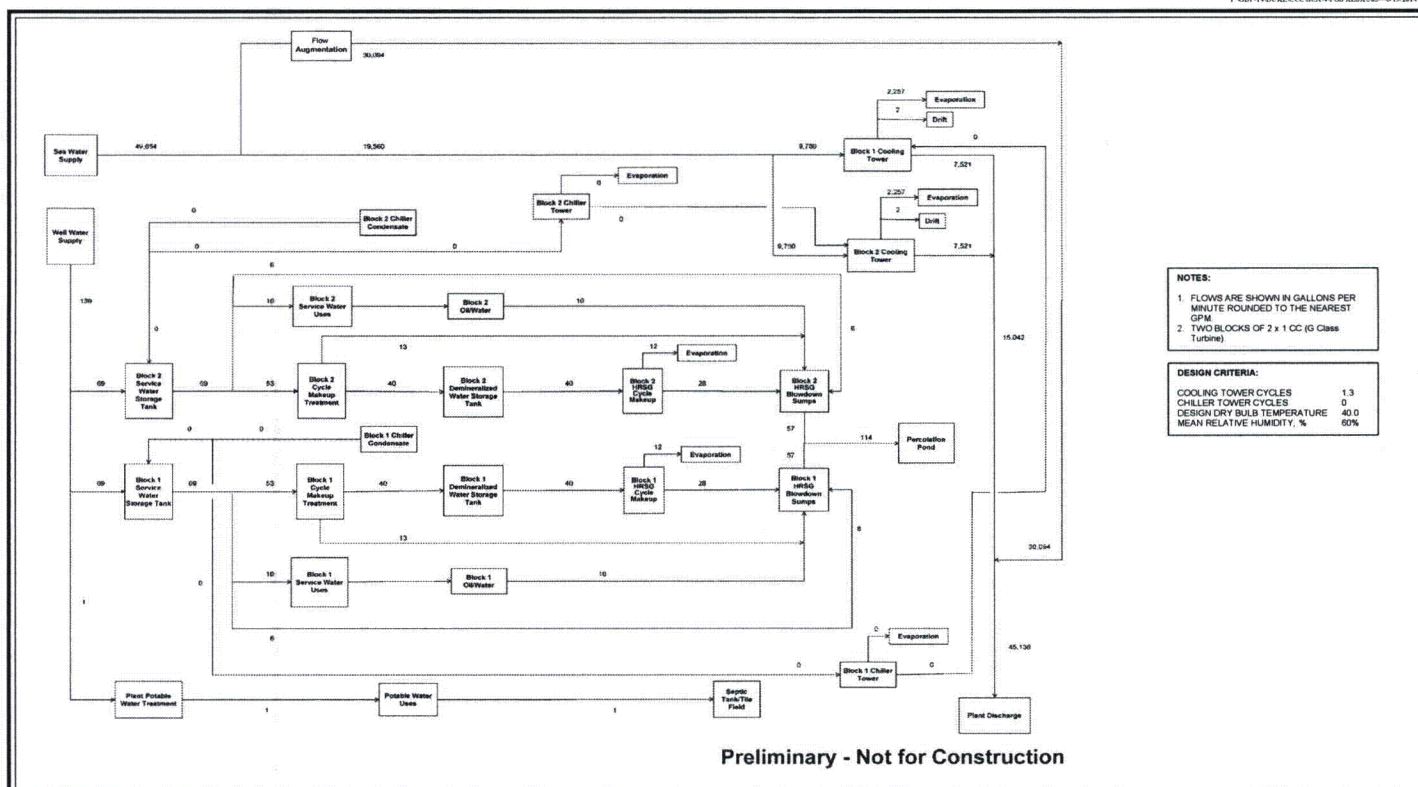 Flow
Augmentation
30,094
2,257
Evaporation
2
Drift
0
Sea Water
Supply
49,654
19,560
9,780
Block 1 Cooling
Tower
7,521
Evaporation
0
Block 2 Chiller
Tower
0
2,257
Evaporation
2
Drift
Well Water
Supply
0
Block 2 Chiller
Condensate
0
0
9,780
Block 2 Cooling
Tower
7,521
139
6
10
Block 2
Service Water
Uses
Block 2
Oil/Water
10
0
13
6
12
Evaporation
15,042
69
Block 2
Service
Water
Storage Tank
69
53
Block 2
Cycle
Makeup
Treatment
40
Block 2
Demineralized
Water Storage
Tank
40
Block 2
HRSG
Cycle
Makeup
28
Block 2
HRSG
Blowdown
Sumps
57
0
0
Block 1 Chiller
Condensate
114
Percolation
Pond
57
12
Evaporation
69
Block 1
Service
Water
Storage Tank
69
53
Block 1
Cycle
Makeup
Treatment
40
Block 1
Demineralized
Water Storage
Tank
40
Block 1
HRSG
Cycle
Makeup
28
Block 1
HRSG
Blowdown
Sumps
13
30,094
0
10
Block 1
Service Water
Uses
Block 1
Oil/Water
10
1
6
0
Evaporation
0
Block 1 Chiller
Tower
0
45,136
Plant Potable
Water Treatment
1
Potable Water
Uses
1
Septic
Tank/Tile
Field
Plant Discharge
NOTES:
1. FLOWS ARE SHOWN IN GALLONS PER
MINUTE ROUNDED TO THE NEAREST
GPM.
2. TWO BLOCKS OF 2 x 1 CC (G Class
Turbine)
DESIGN CRITERIA:
COOLING TOWER CYCLES 1.3
CHILLER TOWER CYCLES 0
DESIGN DRY BULB TEMPERATURE 40.0
MEAN RELATIVE HUMIDITY, % 60%
Preliminary - Not for Construction